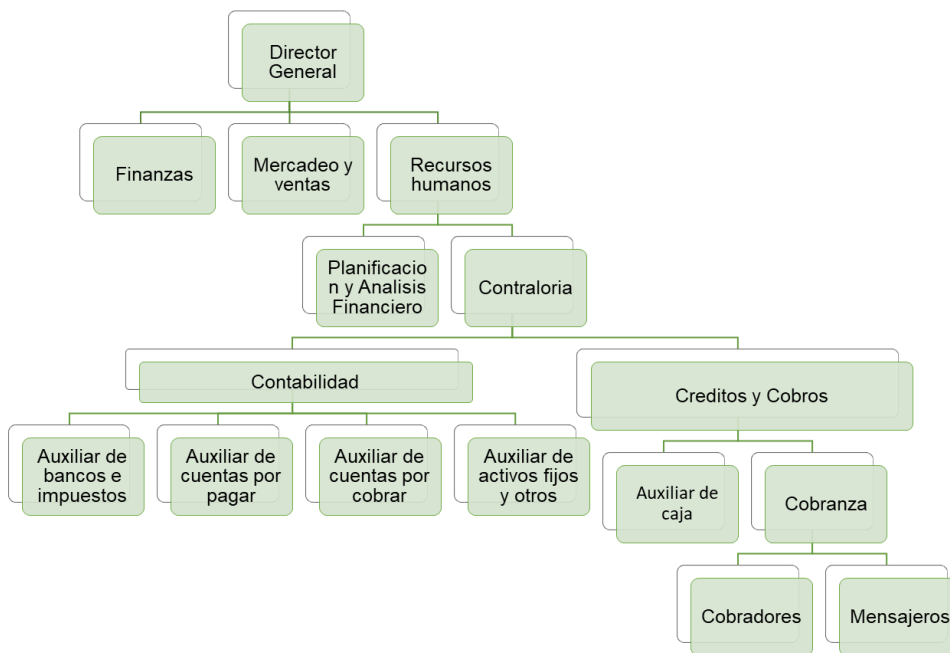 Director
General
Finanzas
Mercadeo y
ventas
Recursos
humanos
Planificacio
n y Analisis
Financiero
Contraloria
Contabilidad
Creditos y Cobros
Auxiliar de
bancos e
impuestos
Auxiliar de
cuentas por
pagar
Auxiliar de
cuentas por
cobrar
Auxiliar de
activos fijos
y otros
Auxiliar de
caja
Cobranza
Cobradores
Mensajeros